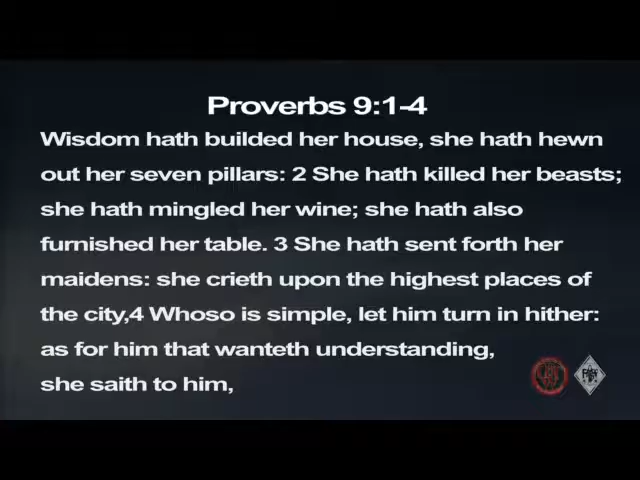 Proverbs 9:1-4
Wisdom hath builded her house, she hath hewn
out her seven pillars: 2 She hath killed her beasts;
she hath mingled her wine; she hath also
furnished her table. 3 She hath sent forth her
maidens: she crieth upon the highest places of
the city,4 Whoso is simple, let him turn in hither:
as for him that wanteth understanding,
she saith to him,